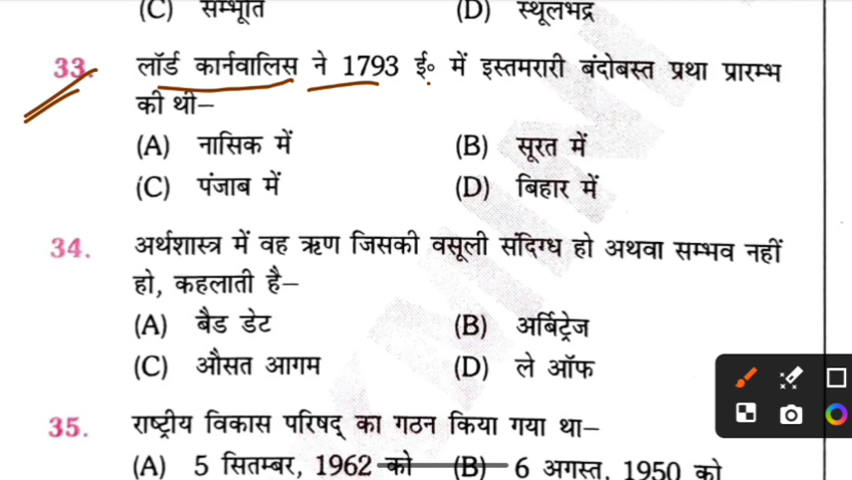 (C) सम्भूति (D) स्थूलभद्र
33. लॉर्ड कार्नवालिस ने 1793 ई० में इस्तमरारी बंदोबस्त प्रथा प्रारम्भ
की थी–
(A) नासिक में (B) सूरत में
(C) पंजाब में (D) बिहार में
34. अर्थशास्त्र में वह ऋण जिसकी वसूली संदिग्ध हो अथवा सम्भव नहीं
हो, कहलाती है–
(A) बैड डेट (B) अर्बिट्रेज
(C) औसत आगम (D) ले ऑफ
35. राष्ट्रीय विकास परिषद् का गठन किया गया था–
(A) 5 सितम्बर, 1962 को (B) 6 अगस्त, 1950 को